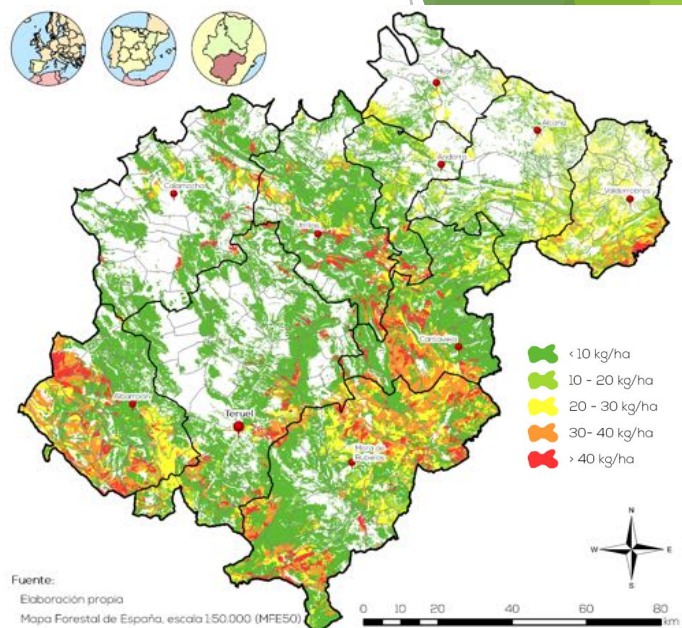 Híjar
Alcañiz
Andorra
Calamocha
Valderrobres
Utrillas
Cantavieja
Albarracín
Teruel
Mora de
Rubielos
< 10 kg/ha
10 - 20 kg/ha
20 - 30 kg/ha
30- 40 kg/ha
> 40 kg/ha
N
W E
S
Fuente:
Elaboración propia
Mapa Forestal de España, escala 1:50.000 (MFE50)
0 10 20 40 60 80
km